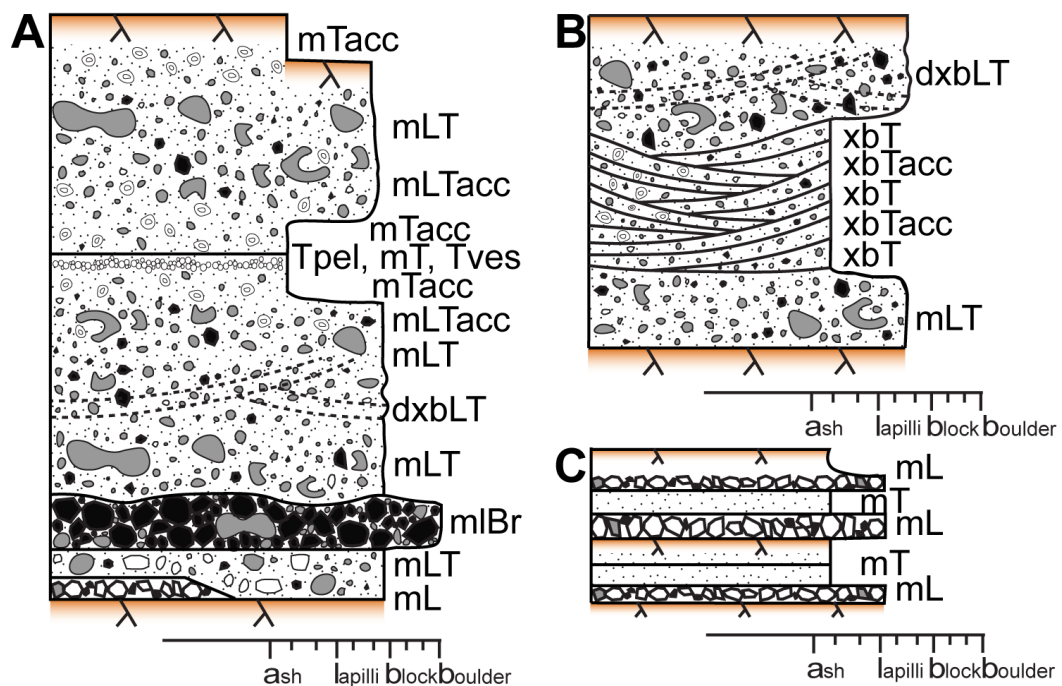 A
mTacc
mLT
mLTacc
mTacc
Tpel, mT, Tves
mTacc
mLTacc
mLT
dxbLT
mLT
mlBr
mLT
mL
ash lapilli block boulder
B
dxbLT
xbT
xbTacc
xbT
xbTacc
xbT
mLT
ash lapilli block boulder
C
mL
mT
mL
mT
mL
ash lapilli block boulder